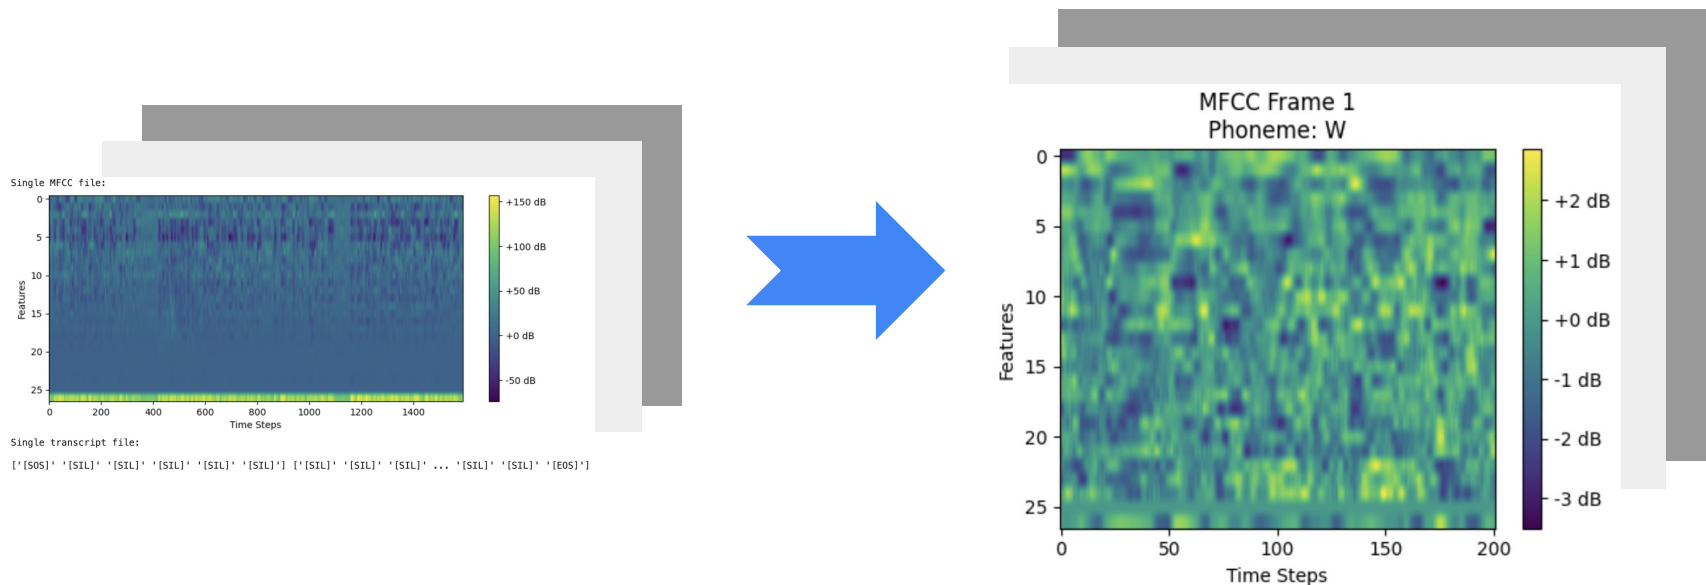 Single MFCC file:
0
5
10
15
20
25
Features
0 200 400 600 800 1000 1200 1400
Time Steps
+150 dB
+100 dB
+50 dB
+0 dB
-50 dB
Single transcript file:
['[SOS]' '[SIL]' '[SIL]' '[SIL]' '[SIL]' '[SIL]'] ['[SIL]' '[SIL]' '[SIL]' ... '[SIL]' '[SIL]' '[EOS]']
MFCC Frame 1
Phoneme: W
0
5
10
15
20
25
Features
0 50 100 150 200
Time Steps
+2 dB
+1 dB
+0 dB
-1 dB
-2 dB
-3 dB